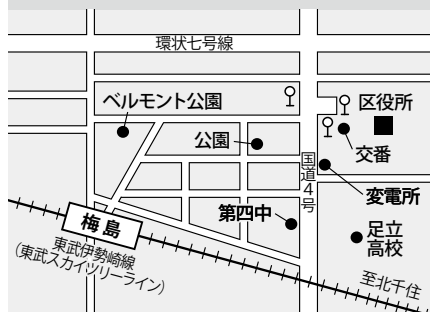 環状七号線
ベルモント公園
区役所
公園
交番
国道4号
変電所
第四中
梅島
足立
高校
東武伊勢崎線
(東武スカイツリーライン)
至北千住